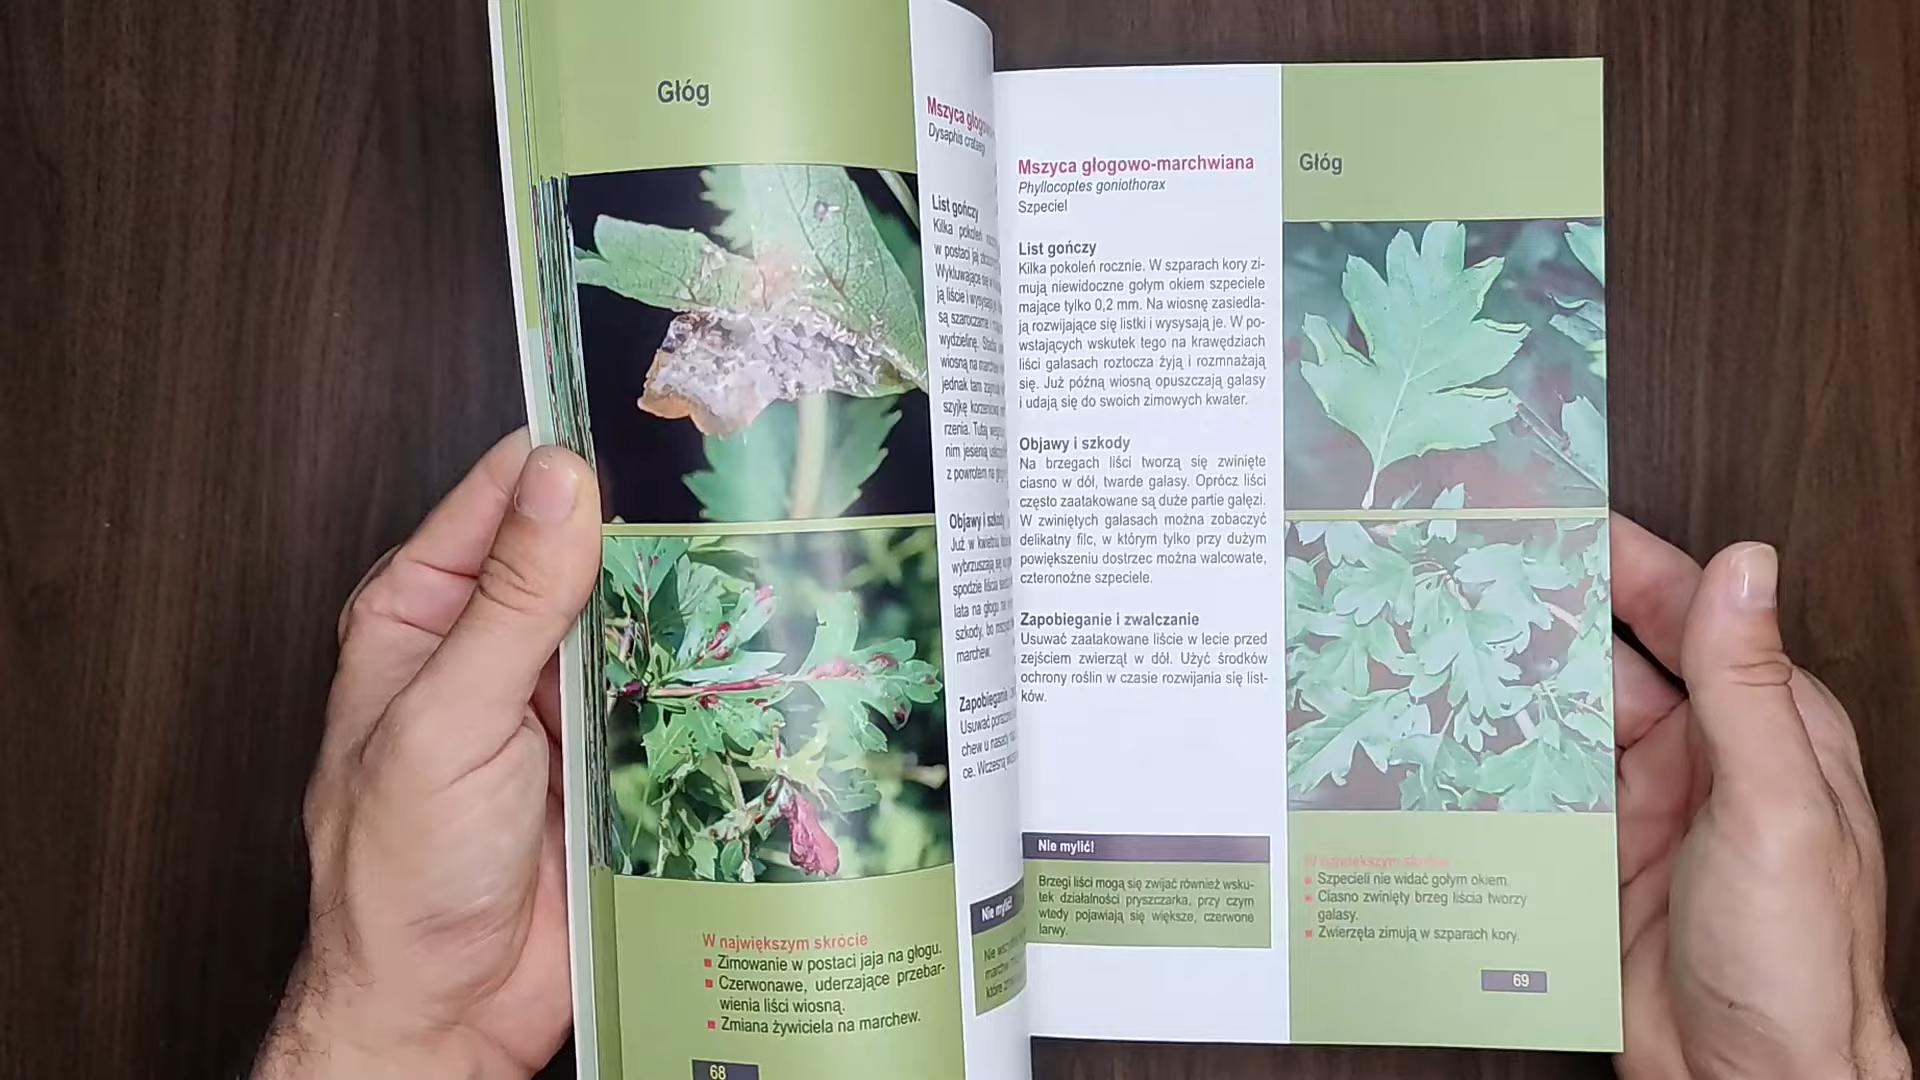 Głóg
W największym skrócie
Zimowanie w postaci jaja na głogu.
Czerwonawe, uderzające przebar-
wienia liści wiosną.
Zmiana żywiciela na marchew.
68
Mszyca
Dysaphis crataegi
List gończy
Kilka pokoleń
w postaci jaj
Wykluwające się
ją liście i wysysają
są szaroczarne i
wydzielinę.
wiosną na
jednak tam
szyjkę
rzenia. Tutaj
nim jesienią
z powrotem na
Objawy i szkody
Już w kwietniu
wybrzuszają się
spodzie liścia
lata na głogu nie
szkody, bo
marchew.
Zapobieganie
Usuwać
chew u nasady
ce. Wczesną
Nie mylić!
Nie
Mszyca głogowo-marchwiana
Phyllocoptes goniothorax
Szpeciel
List gończy
Kilka pokoleń rocznie. W szparach kory zi-
mują niewidoczne gołym okiem szpeciele
mające tylko 0,2 mm. Na wiosnę zasiedla-
ją rozwijające się listki i wysysają je. W po-
wstających wskutek tego na krawędziach
liści galasach roztocza żyją i rozmnażają
się. Już późną wiosną opuszczają galasy
i udają się do swoich zimowych kwater.
Objawy i szkody
Na brzegach liści tworzą się zwinięte
ciasno w dół, twarde galasy. Oprócz liści
często zaatakowane są duże partie gałęzi.
W zwiniętych galasach można zobaczyć
delikatny filc, w którym tylko przy dużym
powiększeniu dostrzec można walcowate,
czteronożne szpeciele.
Zapobieganie i zwalczanie
Usuwać zaatakowane liście w lecie przed
zejściem zwierząt w dół. Użyć środków
ochrony roślin w czasie rozwijania się list-
ków.
Nie mylić!
Brzegi liści mogą się zwijać również wsku-
tek działalności pryszczarka, przy czym
wtedy pojawiają się większe, czerwone
larwy.
Głóg
W największym skrócie
Szpecieli nie widać gołym okiem.
Ciasno zwinięty brzeg liścia tworzy
galasy.
Zwierzęta zimują w szparach kory.
69